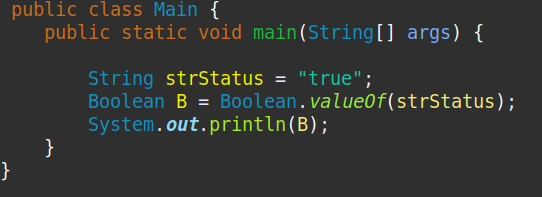 public class Main {
public static void main(String[] args) {
String strStatus = "true";
Boolean B = Boolean.valueOf(strStatus);
System.out.println(B);
}
}